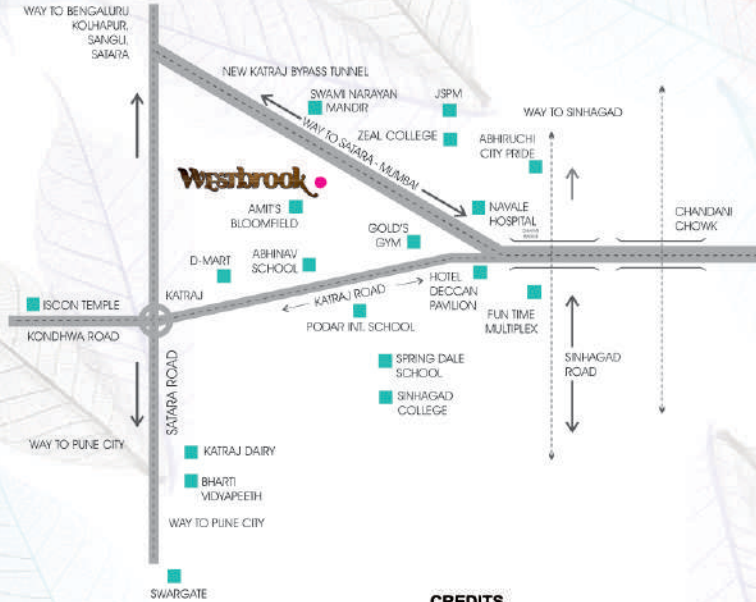 WAY TO BENGALURU
KOLHAPUR,
SANGLI,
SATARA
NEW KATRAJ BYPASS TUNNEL
SWAMI NARAYAN
MANDIR
JSPM
WAY TO SINHAGAD
ZEAL COLLEGE
WAY TO SATARA - MUMBAI
ABHIRUCHI
CITY PRIDE
Westbrook
AMIT'S
BLOOMFIELD
NAVALE
HOSPITAL
CHANDANI
CHOWK
GOLD'S
GYM
D-MART
ABHINAV
SCHOOL
HOTEL
DECCAN
PAVILION
KATRAJ
KATRAJ ROAD
ISCON TEMPLE
KONDHWA ROAD
PODAR INT. SCHOOL
FUN TIME
MULTIPLEX
SPRING DALE
SCHOOL
SINHAGAD
ROAD
SINHAGAD
COLLEGE
SATARA ROAD
WAY TO PUNE CITY
KATRAJ DAIRY
BHARTI
VIDYAPEETH
WAY TO PUNE CITY
SWARGATE
CREDITS